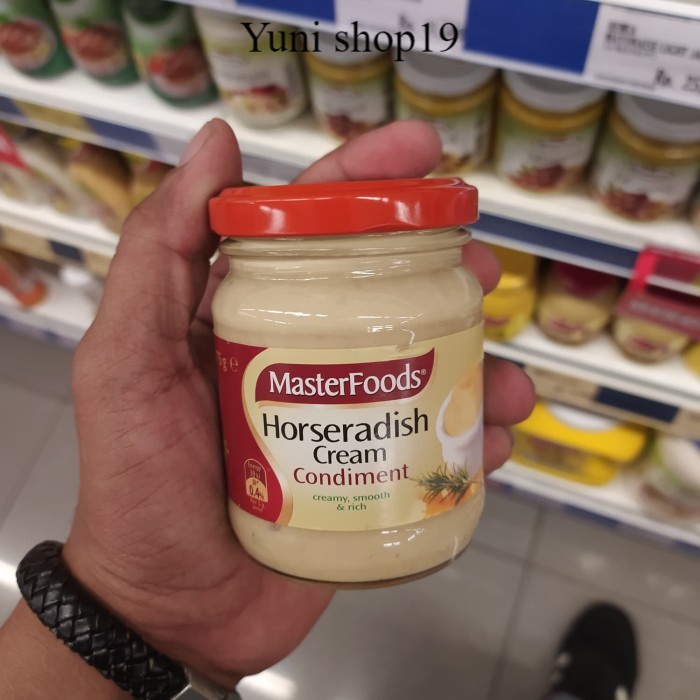 Yuni shop19
MasterFoods®
Horseradish
Cream
Condiment
creamy, smooth
& rich